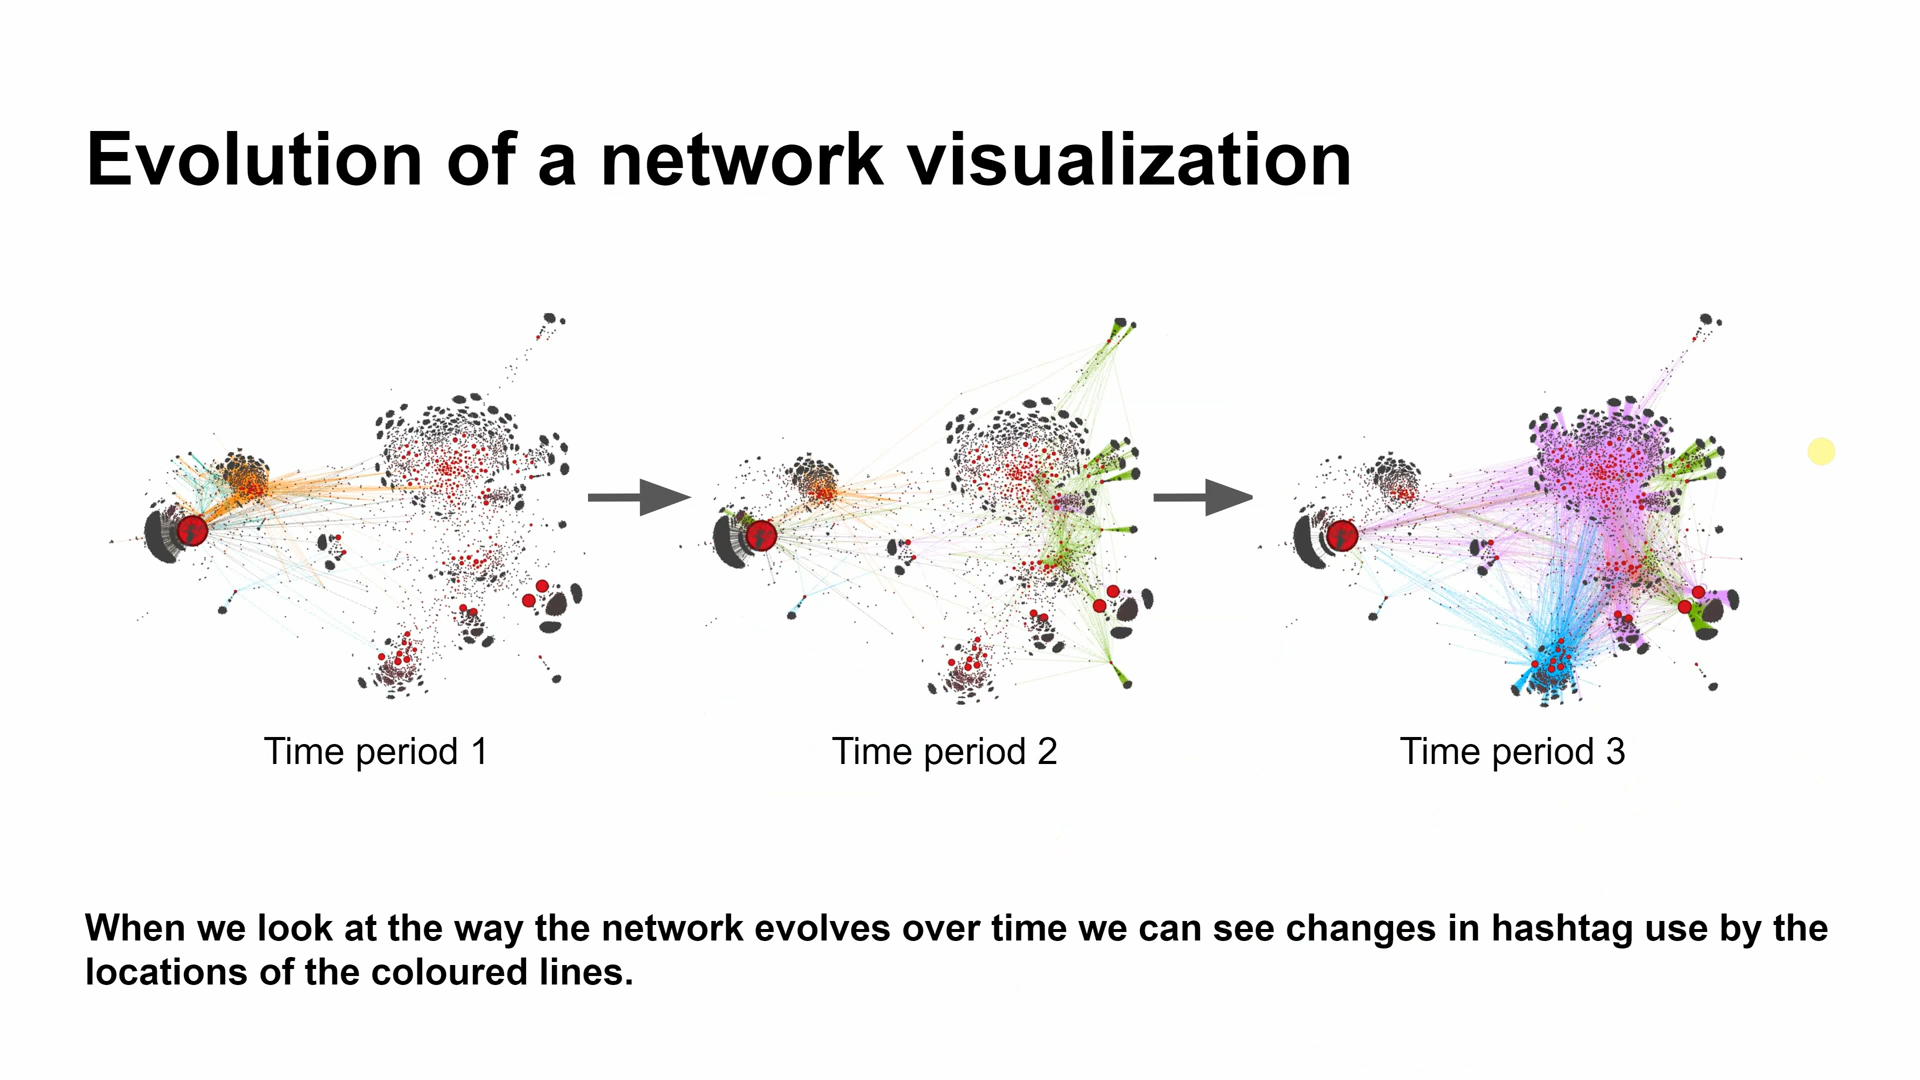 Evolution of a network visualization
Time period 1
Time period 2
Time period 3
When we look at the way the network evolves over time we can see changes in hashtag use by the
locations of the coloured lines.